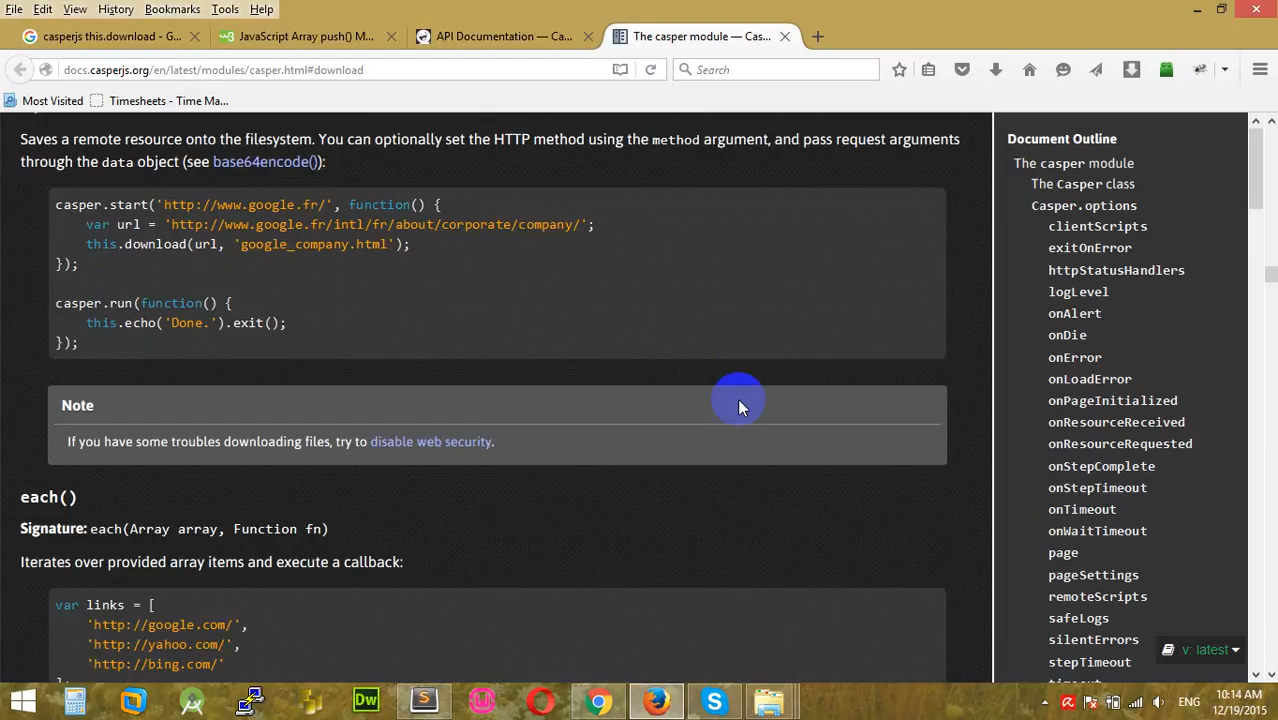 File Edit View History Bookmarks Tools Help
casperjs this.download - G...
JavaScript Array push() M...
API Documentation — Ca...
The casper module — Cas...
docs.casperjs.org/en/latest/modules/casper.html#download
Search
Most Visited
Timesheets - Time Ma...
Saves a remote resource onto the filesystem. You can optionally set the HTTP method using the method argument, and pass request arguments
through the data object (see base64encode()):
casper.start('http://www.google.fr/', function() {
    var url = 'http://www.google.fr/intl/fr/about/corporate/company/';
    this.download(url, 'google_company.html');
});
casper.run(function() {
    this.echo('Done.').exit();
});
Note
If you have some troubles downloading files, try to disable web security.
each()
Signature: each(Array array, Function fn)
Iterates over provided array items and execute a callback:
var links = [
    'http://google.com/',
    'http://yahoo.com/',
    'http://bing.com/'
Document Outline
The casper module
The Casper class
Casper.options
clientScripts
exitOnError
httpStatusHandlers
logLevel
onAlert
onDie
onError
onLoadError
onPageInitialized
onResourceReceived
onResourceRequested
onStepComplete
onStepTimeout
onTimeout
onWaitTimeout
page
pageSettings
remoteScripts
safeLogs
silentErrors
stepTimeout
v: latest
Dw
S
ENG
10:14 AM
12/19/2015